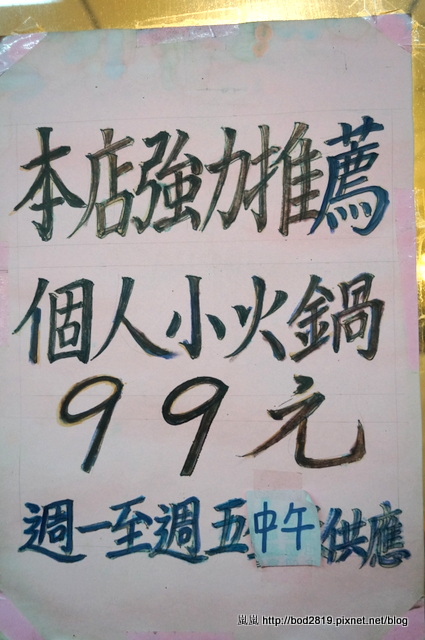 本店強力推薦
個人小火鍋
99元
週一至週五中午供應
嵐嵐 http://bod2819.pixnet.net/blog